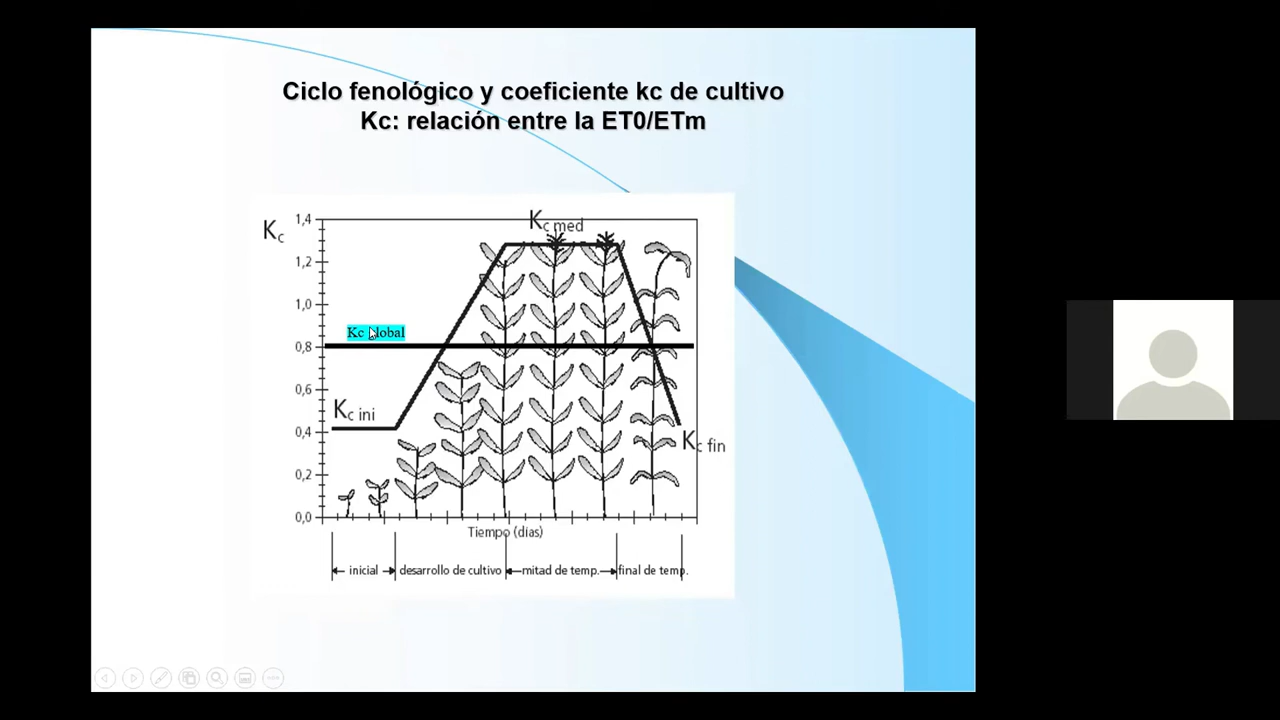 Ciclo fenológico y coeficiente kc de cultivo
Kc: relación entre la ET0/ETm
Kc
Kc med
1,4
1,2
1,0
Kc global
0,8
0,6
Kc ini
0,4
Kc fin
0,2
0,0
Tiempo (días)
inicial
desarrollo de cultivo
mitad de temp.
final de temp.